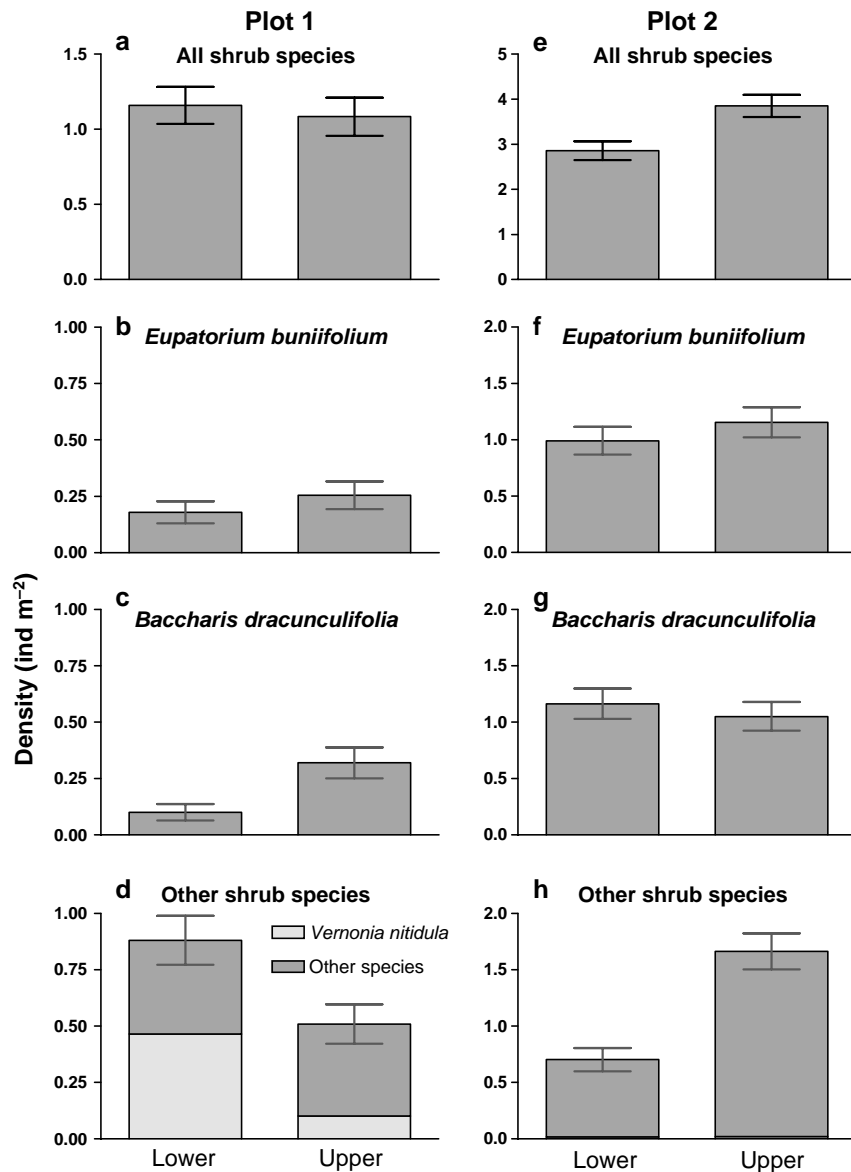 Plot 1
Plot 2
a
All shrub species
1.5
1.0
0.5
0.0
e
All shrub species
5
4
3
2
1
0
b
Eupatorium buniifolium
1.00
0.75
0.50
0.25
0.00
f
Eupatorium buniifolium
2.0
1.5
1.0
0.5
0.0
c
Baccharis dracunculifolia
1.00
0.75
0.50
0.25
0.00
g
Baccharis dracunculifolia
2.0
1.5
1.0
0.5
0.0
Density (ind m⁻²)
d
Other shrub species
1.00
0.75
0.50
0.25
0.00
Vernonia nitidula
Other species
Lower
Upper
h
Other shrub species
2.0
1.5
1.0
0.5
0.0
Lower
Upper